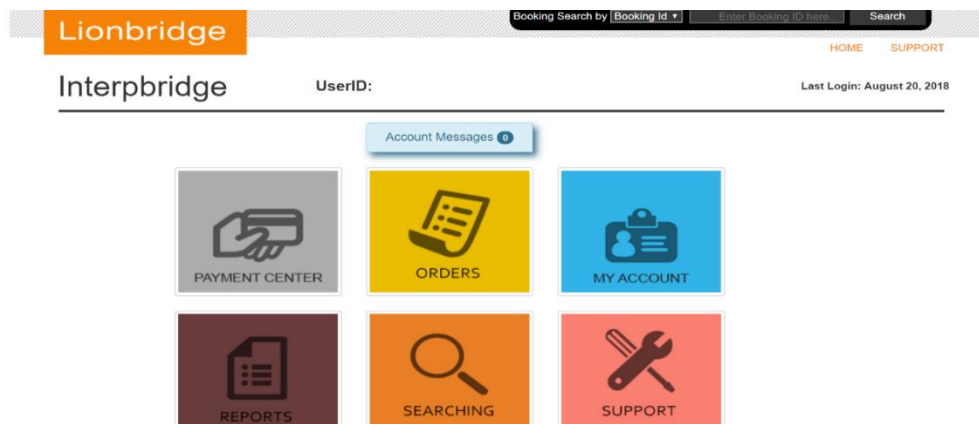 Lionbridge
Booking Search by Booking Id Enter Booking ID here.. Search
HOME SUPPORT
Interpbridge UserID: Last Login: August 20, 2018
Account Messages 0
PAYMENT CENTER ORDERS MY ACCOUNT
REPORTS SEARCHING SUPPORT